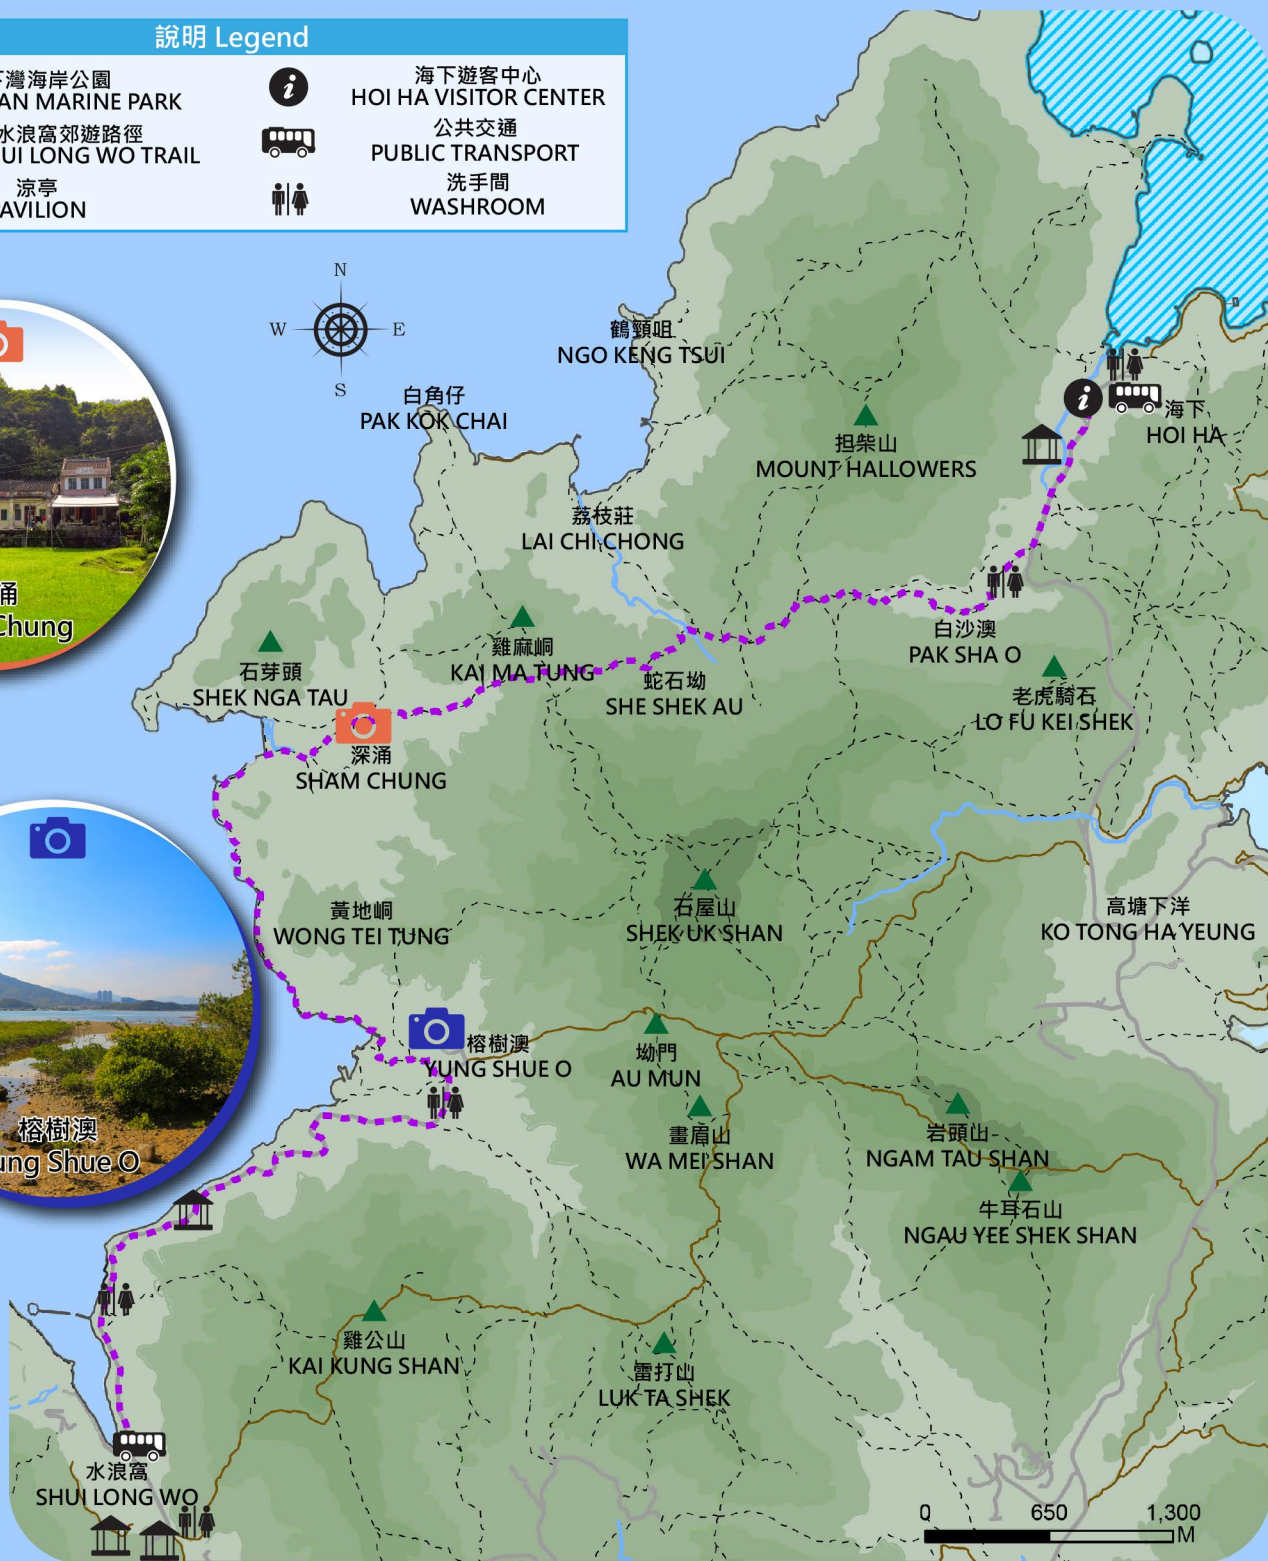 說明 Legend
灣海岸公園
AN MARINE PARK
水浪窩郊遊路徑
UI LONG WO TRAIL
涼亭
AVILION
海下遊客中心
HOI HA VISITOR CENTER
公共交通
PUBLIC TRANSPORT
洗手間
WASHROOM
N
W
E
S
鶴頸咀
NGO KENG TSUI
白角仔
PAK KOK CHAI
海下
HOI HA
担柴山
MOUNT HALLOWERS
荔枝莊
LAI CHI CHONG
涌
Chung
雞麻峒
KAI MA TUNG
白沙澳
PAK SHA O
石芽頭
SHEK NGA TAU
蛇石坳
SHE SHEK AU
老虎騎石
LO FU KEI SHEK
深涌
SHAM CHUNG
石屋山
SHEK UK SHAN
黃地峒
WONG TEI TUNG
高塘下洋
KO TONG HA YEUNG
榕樹澳
YUNG SHUE O
坳門
AU MUN
榕樹澳
ung Shue O
畫眉山
WA MEI SHAN
岩頭山
NGAM TAU SHAN
牛耳石山
NGAU YEE SHEK SHAN
雞公山
KAI KUNG SHAN
雷打山
LUK TA SHEK
水浪窩
SHUI LONG WO
0
650
1,300
M